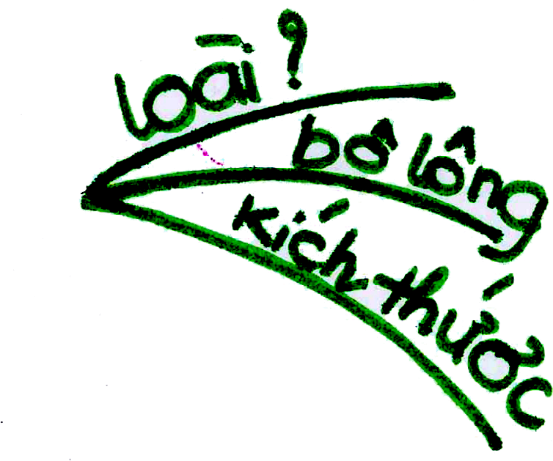 loài?
bộ lông
kích thước